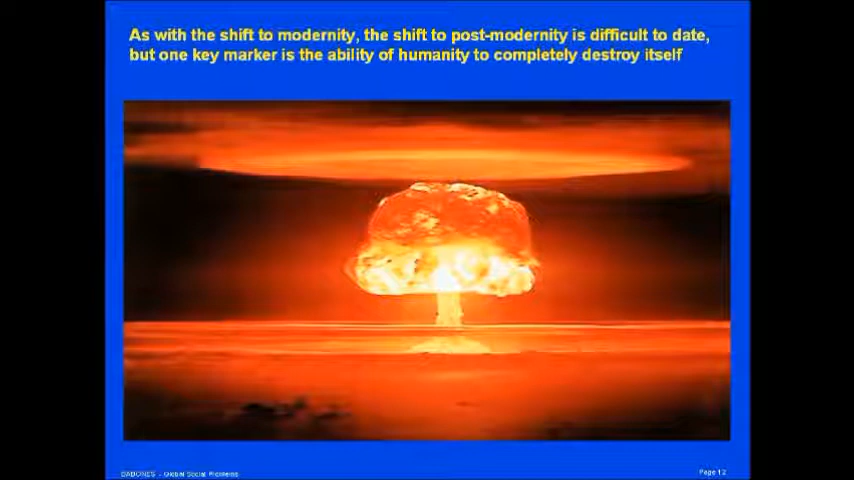 As with the shift to modernity, the shift to post-modernity is difficult to date,
but one key marker is the ability of humanity to completely destroy itself
BABONES - Global Social Problems
Page 12